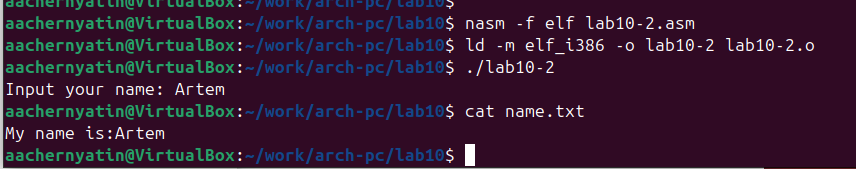 aachernyatin@VirtualBox:~/work/arch-pc/lab10$
aachernyatin@VirtualBox:~/work/arch-pc/lab10$ nasm -f elf lab10-2.asm
aachernyatin@VirtualBox:~/work/arch-pc/lab10$ ld -m elf_i386 -o lab10-2 lab10-2.o
aachernyatin@VirtualBox:~/work/arch-pc/lab10$ ./lab10-2
Input your name: Artem
aachernyatin@VirtualBox:~/work/arch-pc/lab10$ cat name.txt
My name is:Artem
aachernyatin@VirtualBox:~/work/arch-pc/lab10$